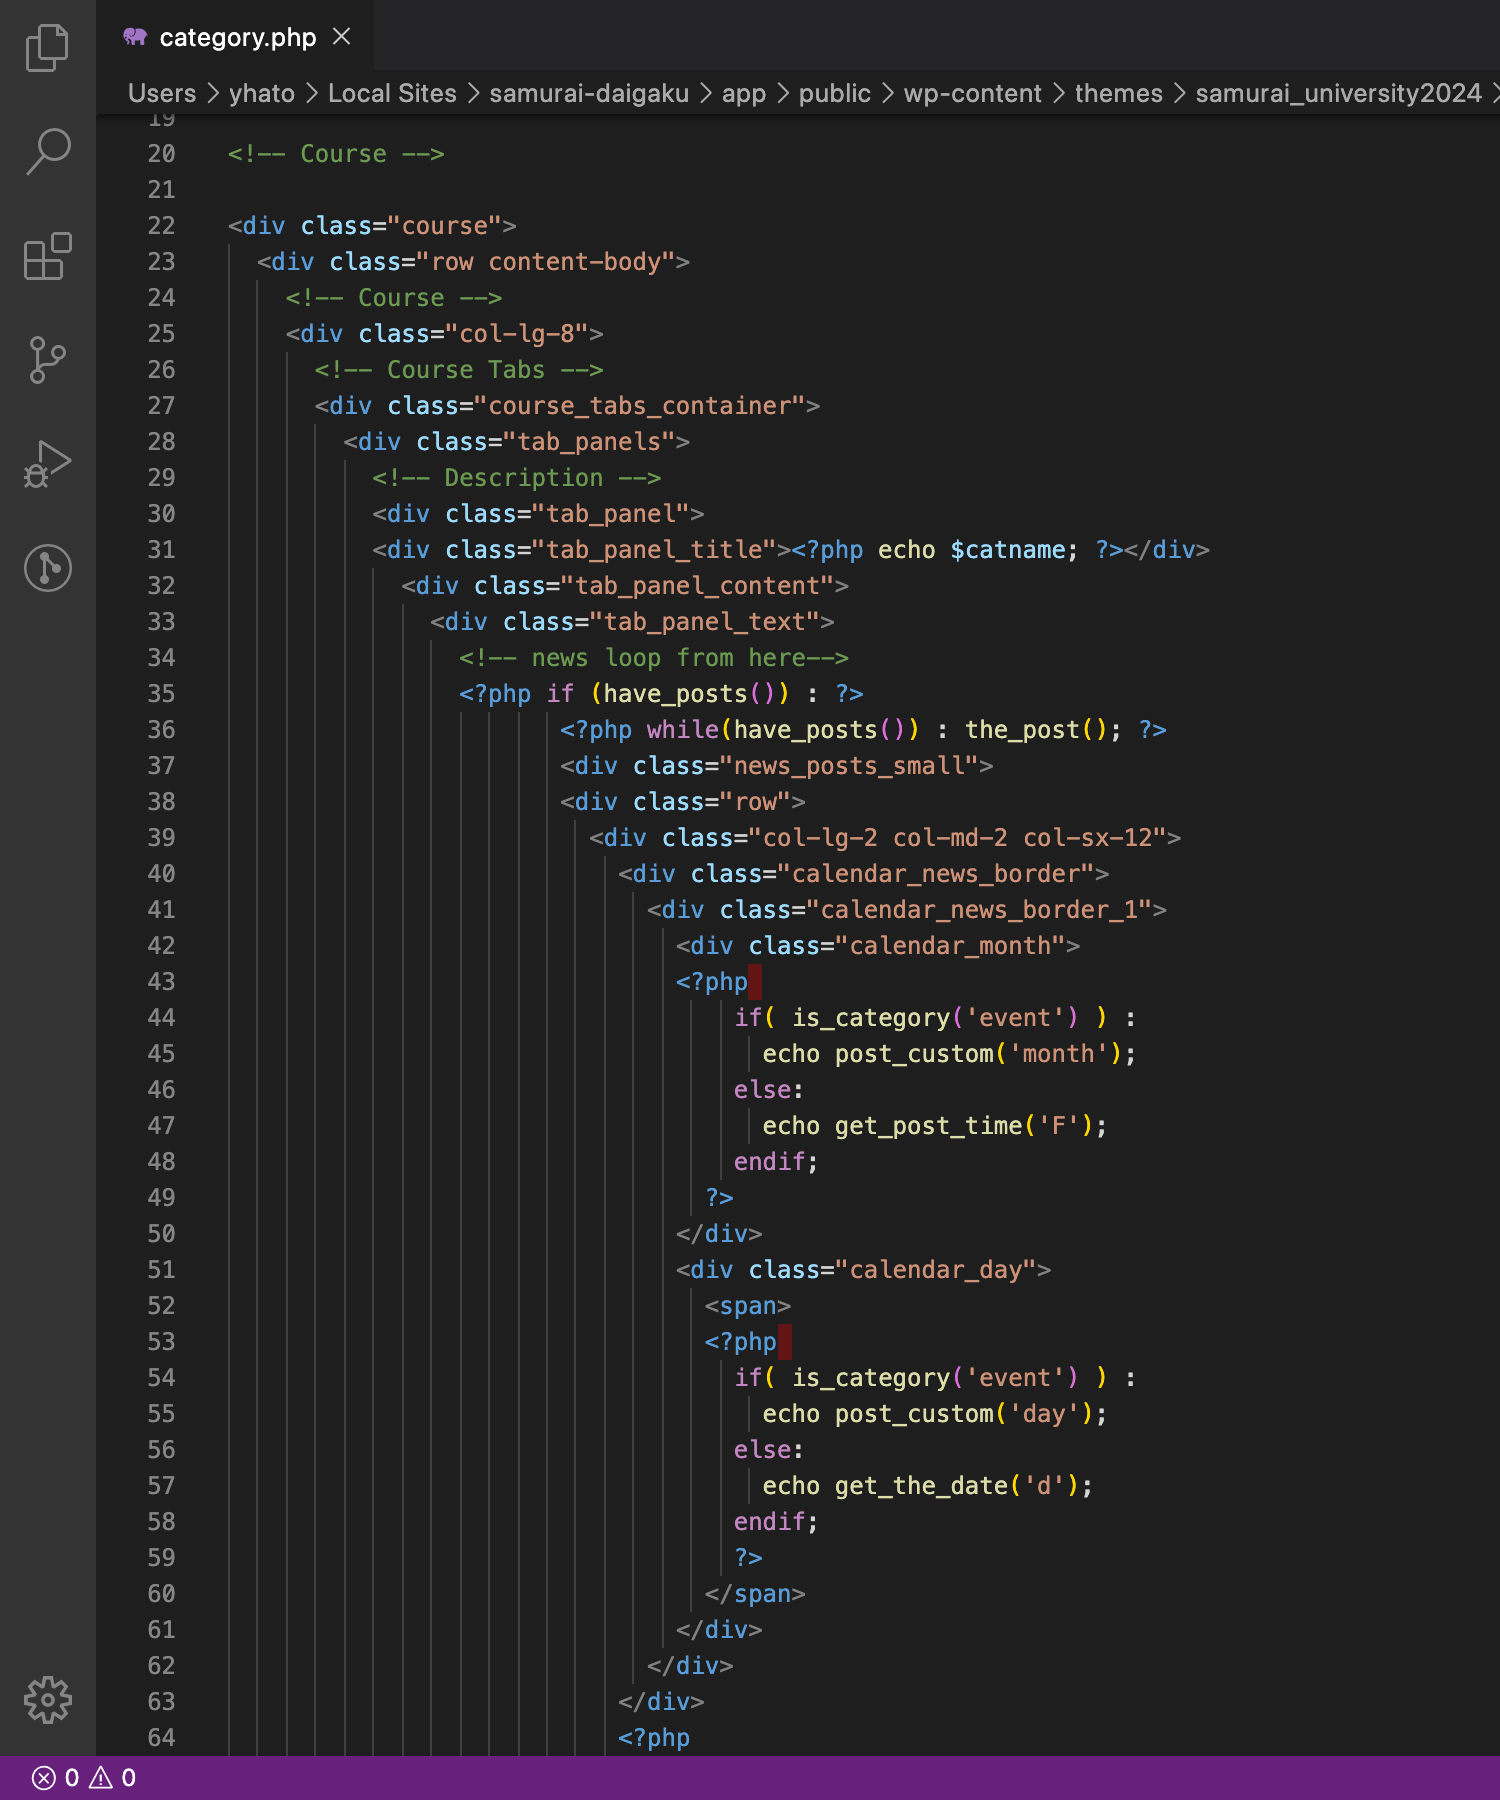 category.php
Users > yhato > Local Sites > samurai-daigaku > app > public > wp-content > themes > samurai_university2024 >
19
20 <!-- Course -->
21
22 <div class="course">
23 <div class="row content-body">
24 <!-- Course -->
25 <div class="col-lg-8">
26 <!-- Course Tabs -->
27 <div class="course_tabs_container">
28 <div class="tab_panels">
29 <!-- Description -->
30 <div class="tab_panel">
31 <div class="tab_panel_title"><?php echo $catname; ?></div>
32 <div class="tab_panel_content">
33 <div class="tab_panel_text">
34 <!-- news loop from here-->
35 <?php if (have_posts()) : ?>
36 <?php while(have_posts()) : the_post(); ?>
37 <div class="news_posts_small">
38 <div class="row">
39 <div class="col-lg-2 col-md-2 col-sx-12">
40 <div class="calendar_news_border">
41 <div class="calendar_news_border_1">
42 <div class="calendar_month">
43 <?php
44 if( is_category('event') ) :
45 echo post_custom('month');
46 else:
47 echo get_post_time('F');
48 endif;
49 ?>
50 </div>
51 <div class="calendar_day">
52 <span>
53 <?php
54 if( is_category('event') ) :
55 echo post_custom('day');
56 else:
57 echo get_the_date('d');
58 endif;
59 ?>
60 </span>
61 </div>
62 </div>
63 </div>
64 <?php
0 0